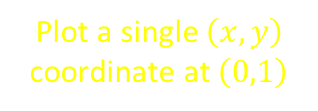 Plot a single (x, y)
coordinate at (0,1)